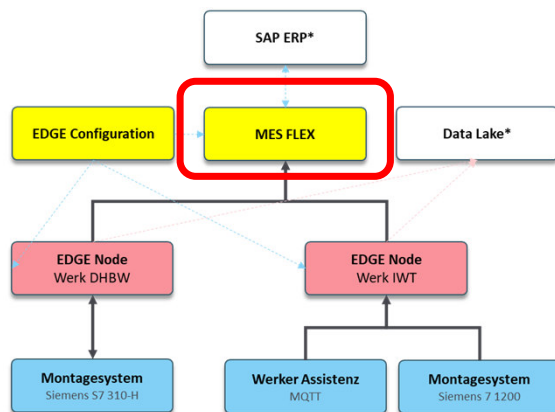 SAP ERP*
EDGE Configuration
MES FLEX
Data Lake*
EDGE Node
Werk DHBW
EDGE Node
Werk IWT
Montagesystem
Siemens S7 310-H
Werker Assistenz
MQTT
Montagesystem
Siemens 7 1200